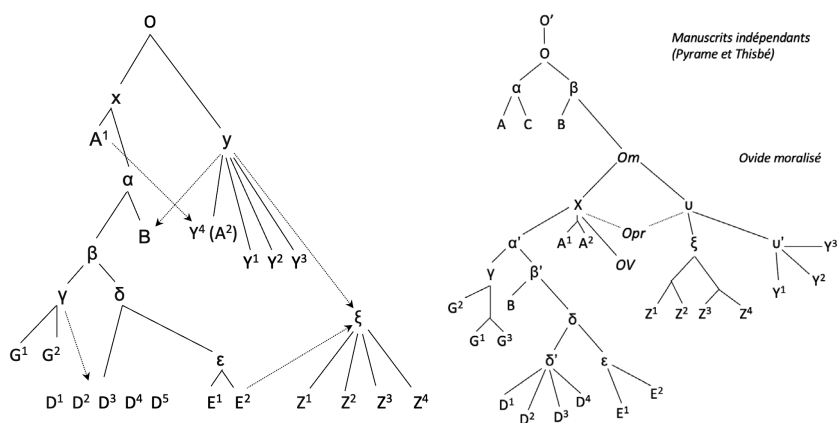 O
x
A¹
y
α
B
Y⁴ (A²)
Y¹ Y² Y³
β
γ δ
ξ
G¹ G² ε
D¹ D² D³ D⁴ D⁵ E¹ E² Z¹ Z² Z³ Z⁴
O’
Manuscrits indépendants
(Pyrame et Thisbé)
O
α β
A C B
Om
Ovide moralisé
X υ
A¹ A² Opr
α’ ξ υ’ Y³
OV
γ β’ Y²
Y¹
G² B
Z¹ Z² Z³ Z⁴
G¹ G³ δ
δ’ ε
D¹ D⁴ E²
D² D³ E¹